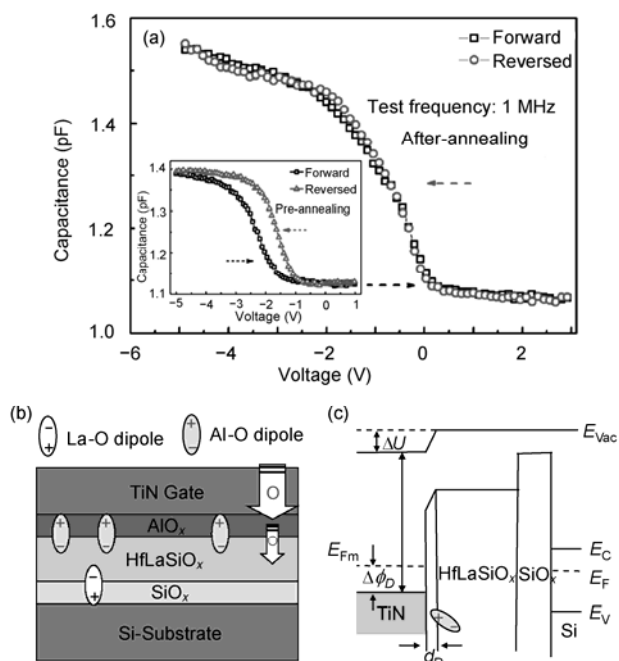 (a)
Forward
Reversed
Test frequency: 1 MHz
After-annealing
Capacitance (pF)
1.6
1.4
1.2
1.0
−6
−4
−2
0
2
Voltage (V)
Forward
Reversed
Pre-annealing
Capacitance (pF)
1.4
1.3
1.2
1.1
−5
−4
−3
−2
−1
0
1
Voltage (V)
(b)
− + La-O dipole
+ − Al-O dipole
TiN Gate
O
AlOx
O
HfLaSiOx
SiOx
Si-Substrate
(c)
ΔU
EVac
EFm
ΔϕD
HfLaSiOx
SiOx
EC
EF
EV
TiN
Si
+ −
dD